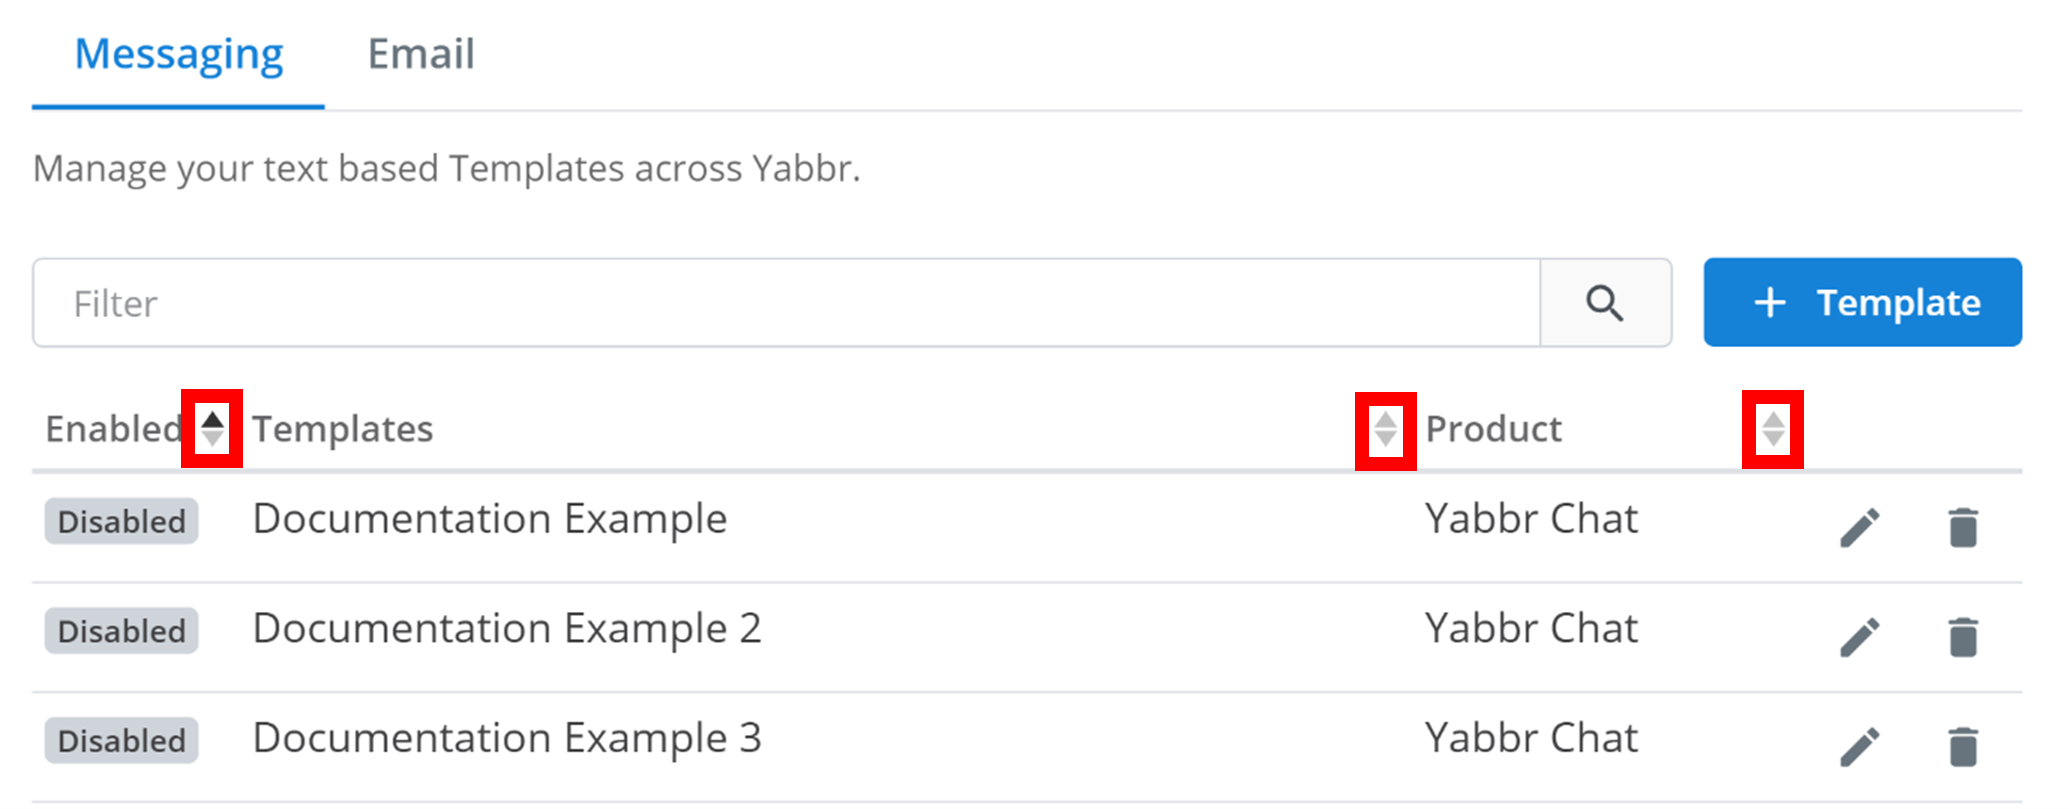 Messaging Email
Manage your text based Templates across Yabbr.
Filter
+ Template
Enabled Templates Product
Disabled Documentation Example Yabbr Chat
Disabled Documentation Example 2 Yabbr Chat
Disabled Documentation Example 3 Yabbr Chat